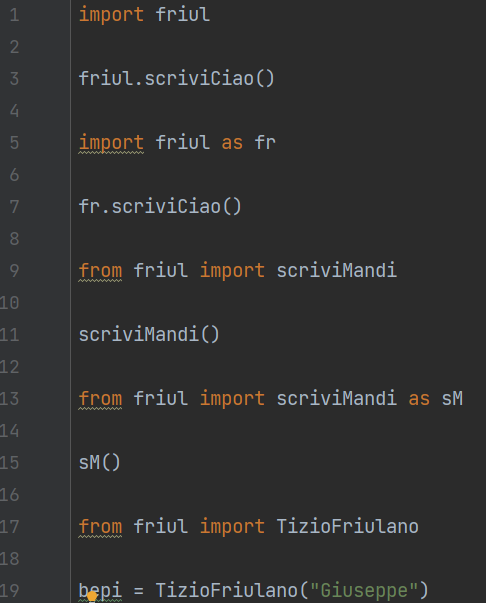 1 import friul
2
3 friul.scriviCiao()
4
5 import friul as fr
6
7 fr.scriviCiao()
8
9 from friul import scriviMandi
10
11 scriviMandi()
12
13 from friul import scriviMandi as sM
14
15 sM()
16
17 from friul import TizioFriulano
18
19 bepi = TizioFriulano("Giuseppe")